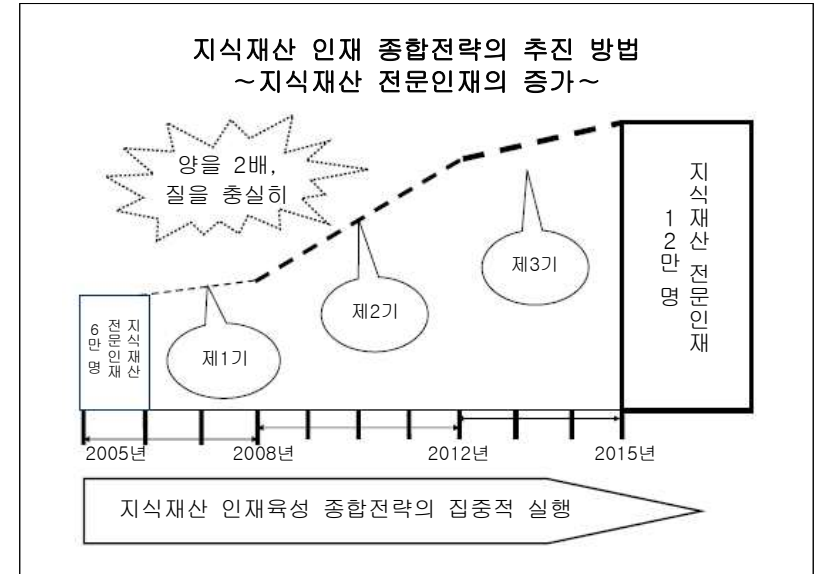 지식재산 인재 종합전략의 추진 방법
~지식재산 전문인재의 증가~
양을 2배,
질을 충실히
지식재산
전문인재
6만 명
제1기
제2기
제3기
지식재산 전문인재
12만 명
2005년
2008년
2012년
2015년
지식재산 인재육성 종합전략의 집중적 실행